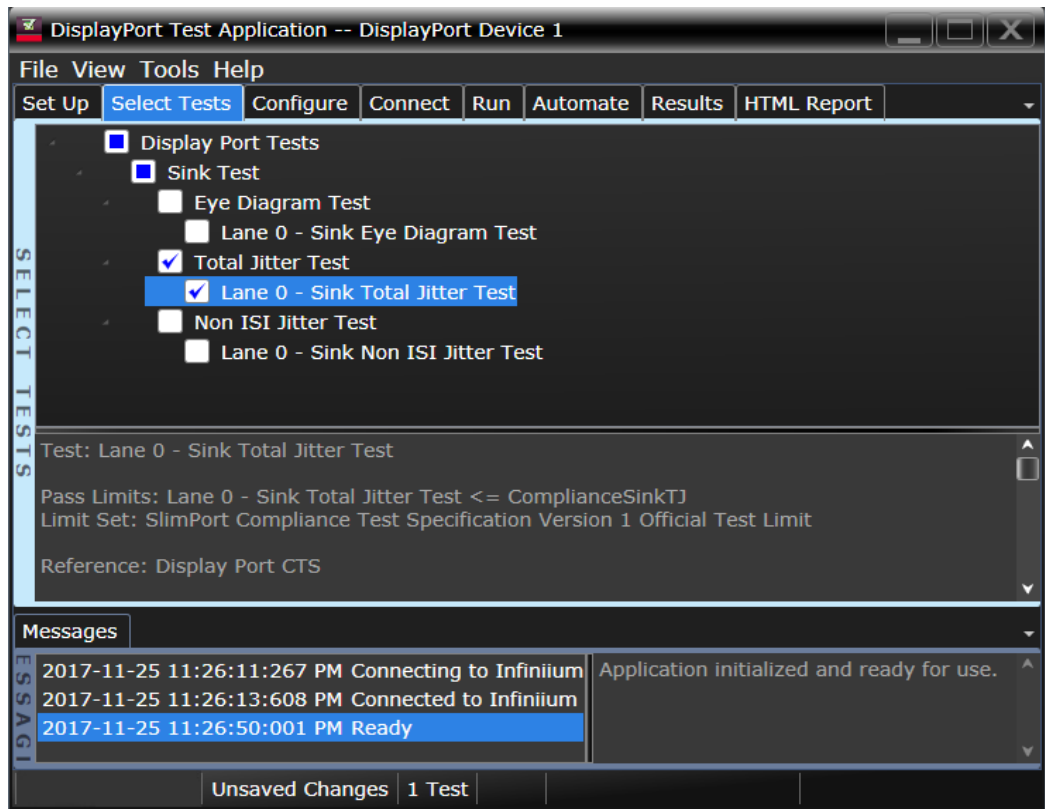 DisplayPort Test Application -- DisplayPort Device 1
File View Tools Help
Set Up Select Tests Configure Connect Run Automate Results HTML Report
SELECT TESTS
Display Port Tests
Sink Test
Eye Diagram Test
Lane 0 - Sink Eye Diagram Test
Total Jitter Test
Lane 0 - Sink Total Jitter Test
Non ISI Jitter Test
Lane 0 - Sink Non ISI Jitter Test
Test: Lane 0 - Sink Total Jitter Test
Pass Limits: Lane 0 - Sink Total Jitter Test <= ComplianceSinkTJ
Limit Set: SlimPort Compliance Test Specification Version 1 Official Test Limit
Reference: Display Port CTS
Messages
ESSAGI
2017-11-25 11:26:11:267 PM Connecting to Infiniium
2017-11-25 11:26:13:608 PM Connected to Infiniium
2017-11-25 11:26:50:001 PM Ready
Application initialized and ready for use.
Unsaved Changes 1 Test